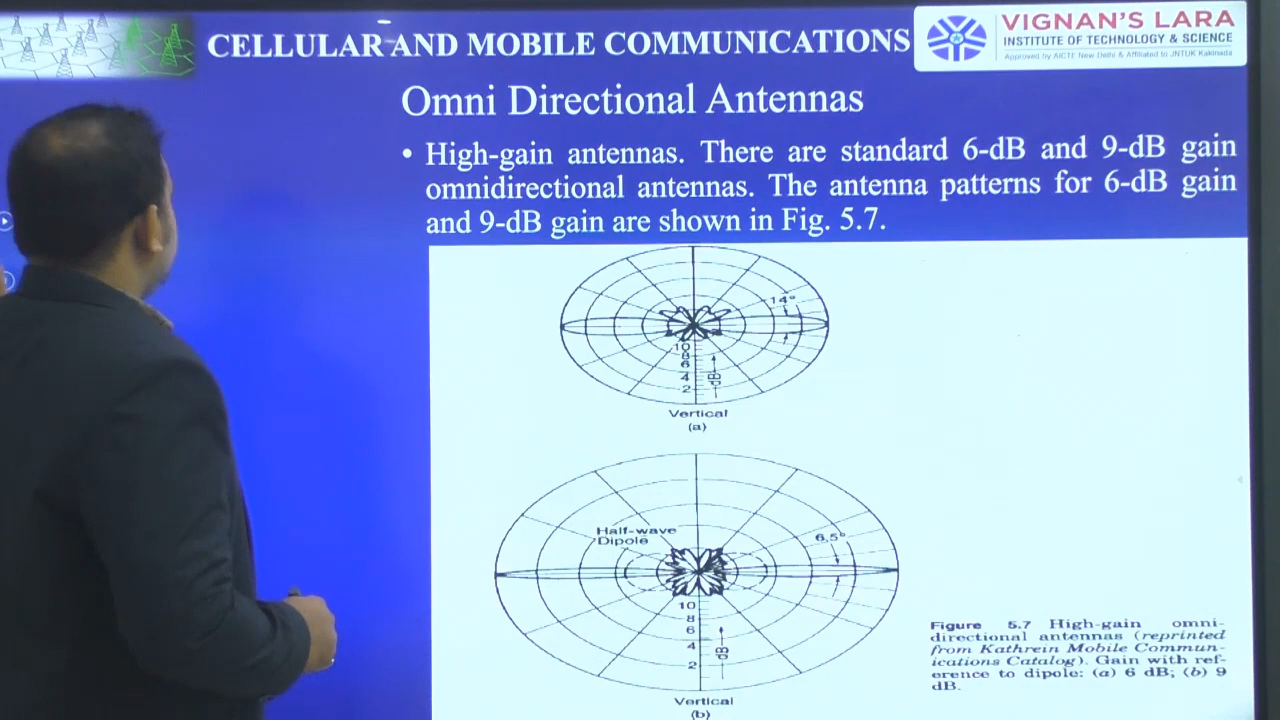 CELLULAR AND MOBILE COMMUNICATIONS
VIGNAN'S LARA
INSTITUTE OF TECHNOLOGY & SCIENCE
Approved by AICTE New Delhi & Affiliated to JNTUK Kakinada
Omni Directional Antennas
• High-gain antennas. There are standard 6-dB and 9-dB gain
omnidirectional antennas. The antenna patterns for 6-dB gain
and 9-dB gain are shown in Fig. 5.7.
14°
10
8
6
4
2
dB
Vertical
(a)
Half-wave
Dipole
6.5°
10
8
6
4
2
dB
Vertical
(b)
Figure 5.7 High-gain omni-
directional antennas (reprinted
from Kathrein Mobile Commun-
ications Catalog). Gain with ref-
erence to dipole: (a) 6 dB; (b) 9
dB.